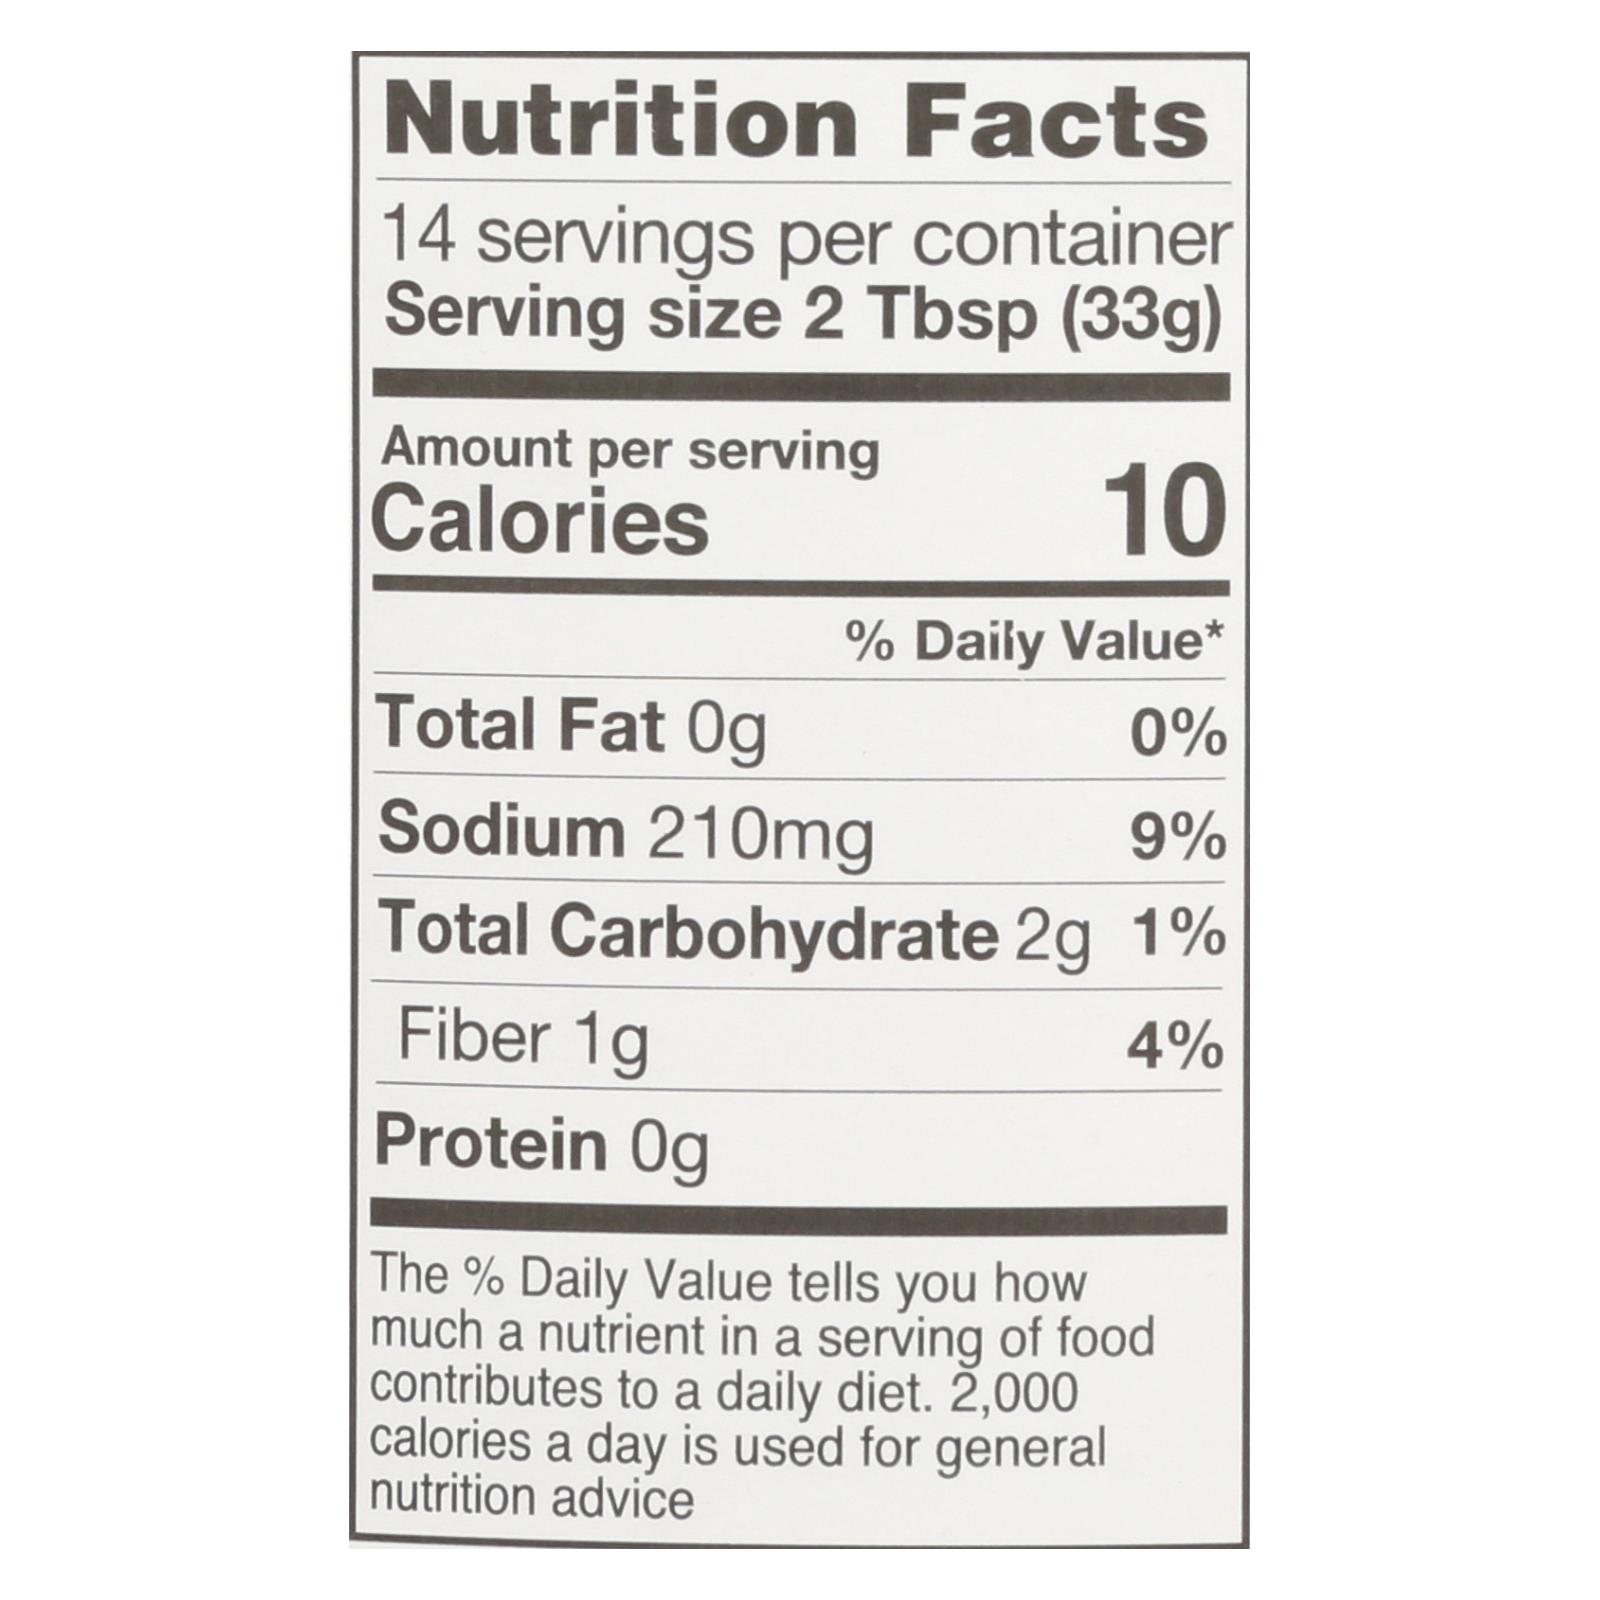 Nutrition Facts
14 servings per container
Serving size 2 Tbsp (33g)
Amount per serving
Calories 10
% Daily Value*
Total Fat 0g 0%
Sodium 210mg 9%
Total Carbohydrate 2g 1%
Fiber 1g 4%
Protein 0g
The % Daily Value tells you how
much a nutrient in a serving of food
contributes to a daily diet. 2,000
calories a day is used for general
nutrition advice